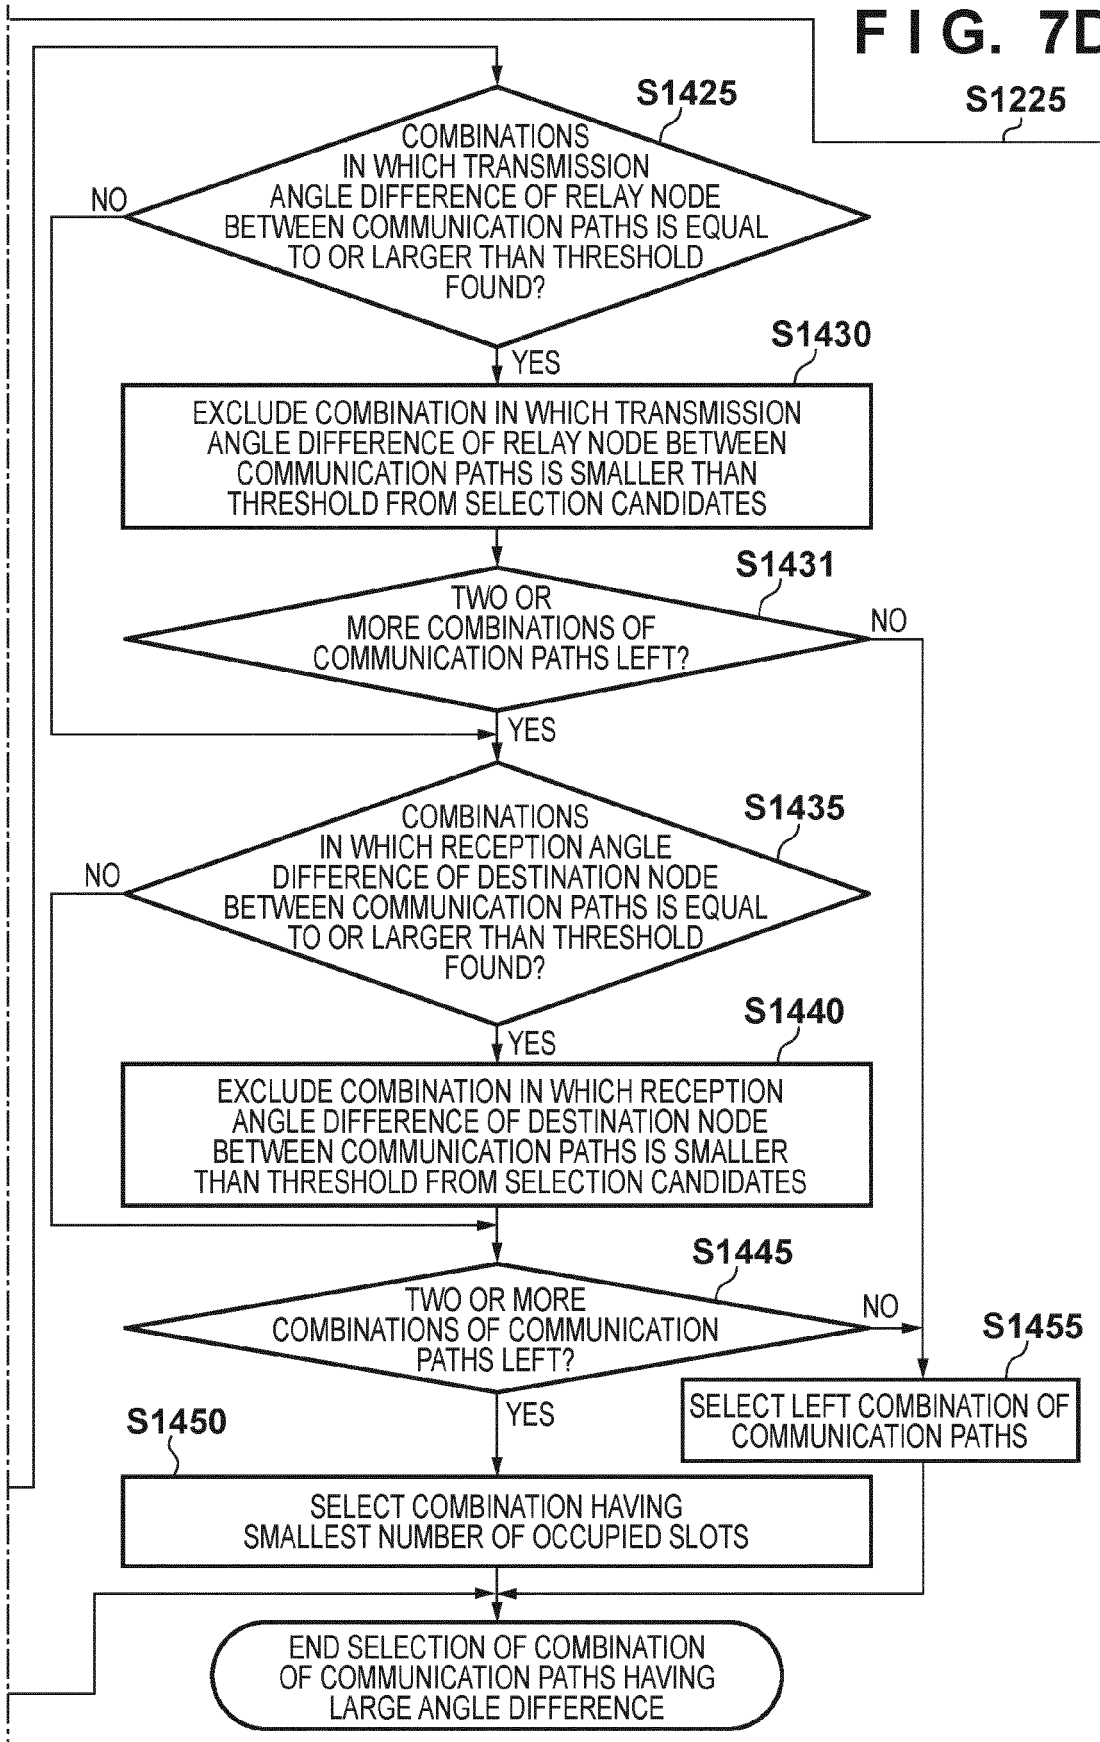 FIG. 7D
S1225
S1425
COMBINATIONS
IN WHICH TRANSMISSION
ANGLE DIFFERENCE OF RELAY NODE
BETWEEN COMMUNICATION PATHS IS EQUAL
TO OR LARGER THAN THRESHOLD
FOUND?
NO
YES
S1430
EXCLUDE COMBINATION IN WHICH TRANSMISSION
ANGLE DIFFERENCE OF RELAY NODE BETWEEN
COMMUNICATION PATHS IS SMALLER THAN
THRESHOLD FROM SELECTION CANDIDATES
S1431
TWO OR
MORE COMBINATIONS OF
COMMUNICATION PATHS LEFT?
NO
YES
S1435
COMBINATIONS
IN WHICH RECEPTION ANGLE
DIFFERENCE OF DESTINATION NODE
BETWEEN COMMUNICATION PATHS IS EQUAL
TO OR LARGER THAN THRESHOLD
FOUND?
NO
YES
S1440
EXCLUDE COMBINATION IN WHICH RECEPTION
ANGLE DIFFERENCE OF DESTINATION NODE
BETWEEN COMMUNICATION PATHS IS SMALLER
THAN THRESHOLD FROM SELECTION CANDIDATES
S1445
TWO OR MORE
COMBINATIONS OF COMMUNICATION
PATHS LEFT?
NO
YES
S1455
SELECT LEFT COMBINATION OF
COMMUNICATION PATHS
S1450
SELECT COMBINATION HAVING
SMALLEST NUMBER OF OCCUPIED SLOTS
END SELECTION OF COMBINATION
OF COMMUNICATION PATHS HAVING
LARGE ANGLE DIFFERENCE